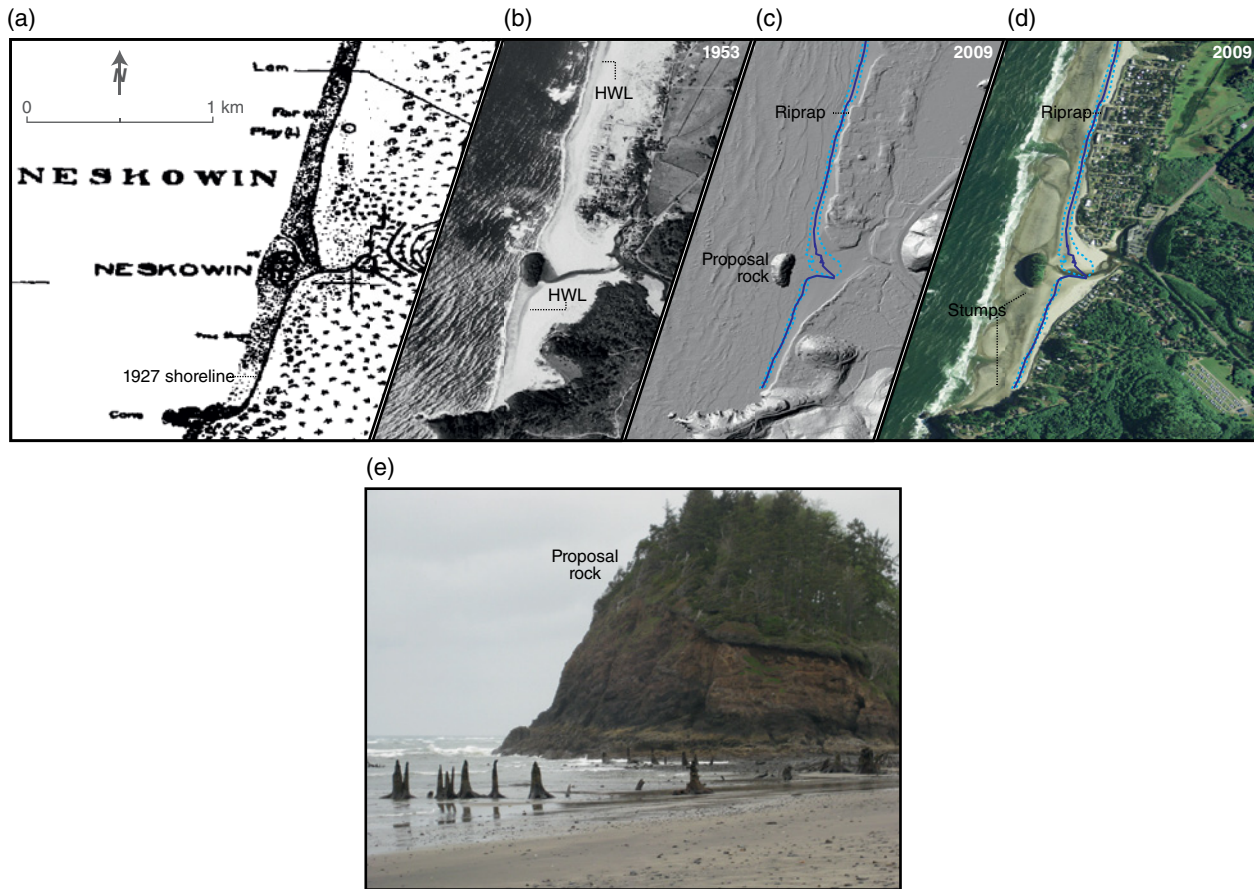 (a)
(b)
(c)
(d)
1953
2009
2009
N
0
1 km
HWL
Riprap
Riprap
NESKOWIN
NESKOWIN
Proposal
rock
HWL
Stumps
1927 shoreline
(e)
Proposal
rock